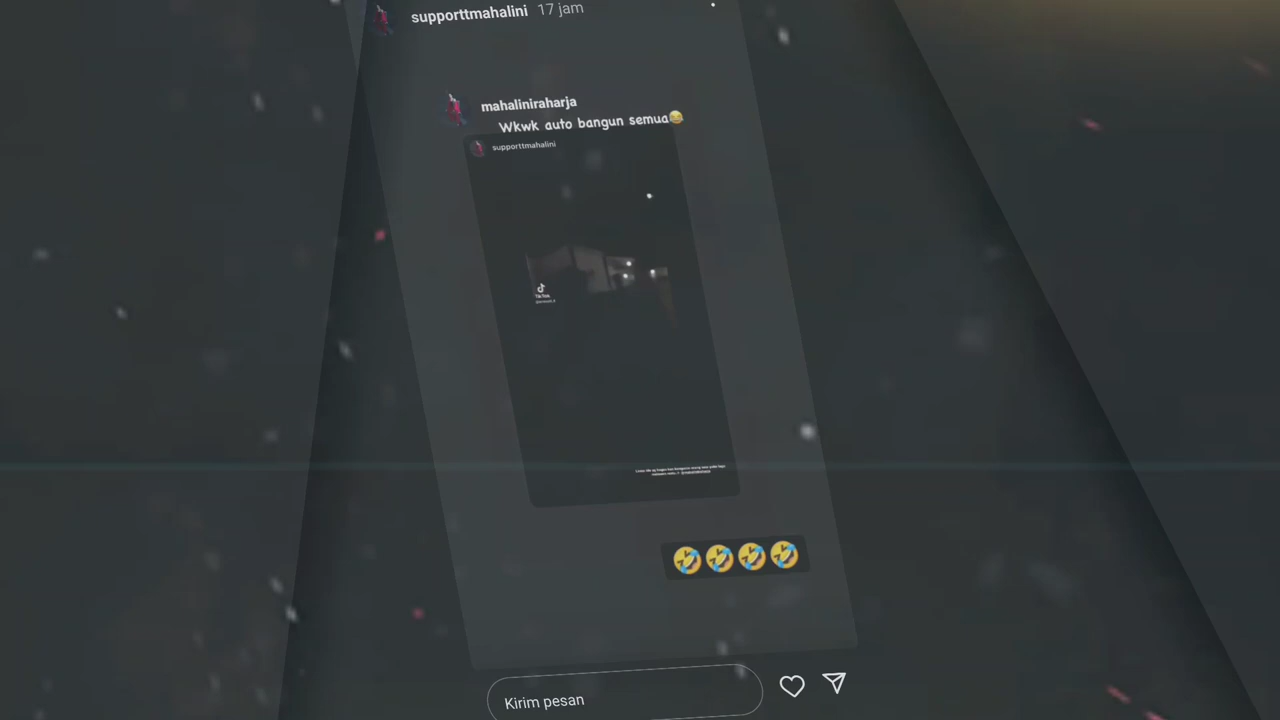 supporttmahalini 17 jam
mahaliniraharja
Wkwk auto bangun semua😂
supporttmahalini
TikTok
🤣🤣🤣🤣
Kirim pesan